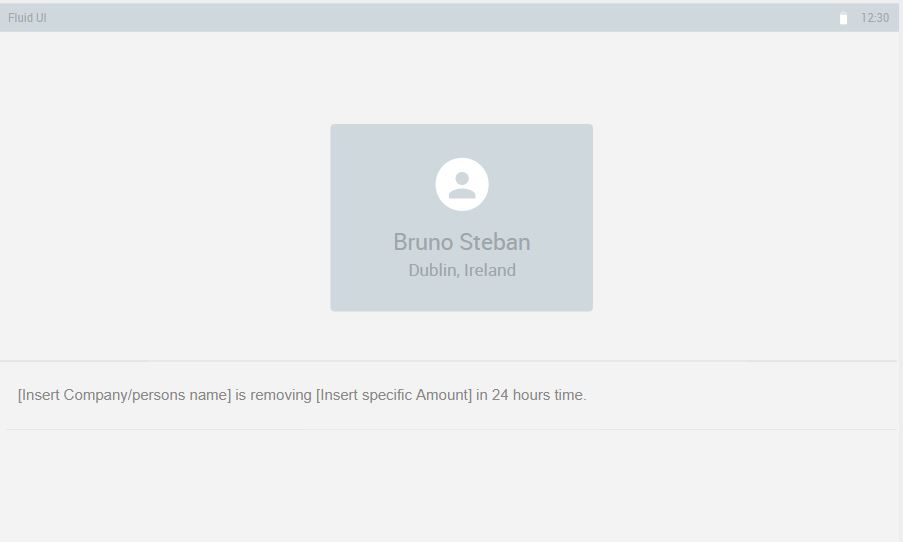 Fluid UI 12:30
Bruno Steban
Dublin, Ireland
[Insert Company/persons name] is removing [Insert specific Amount] in 24 hours time.